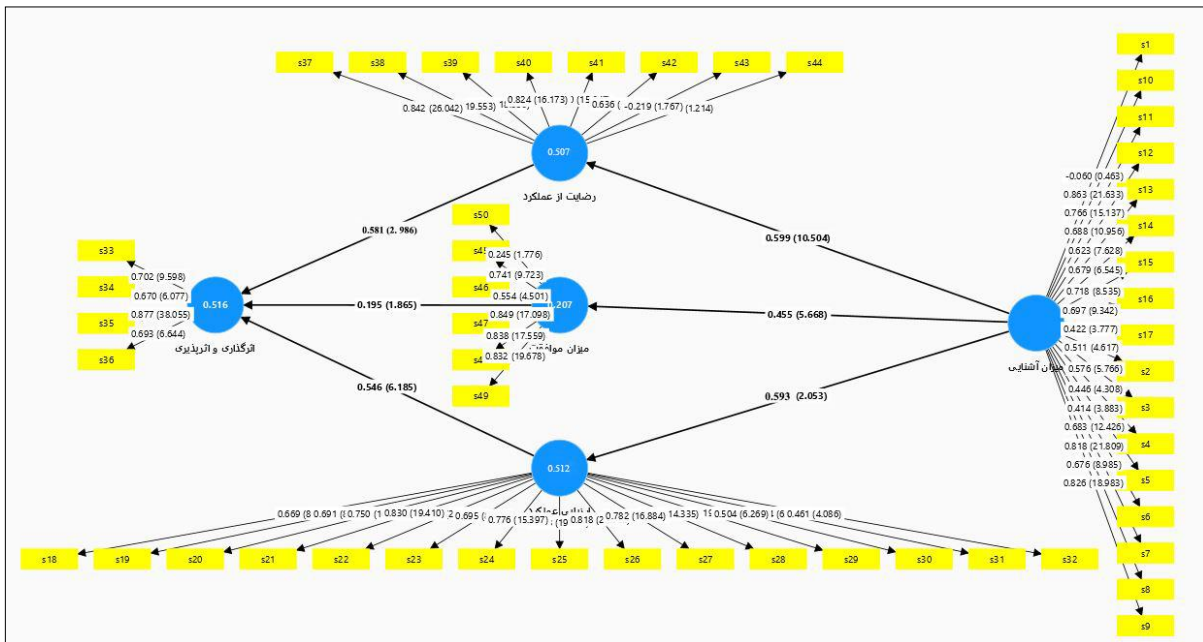 s37 s38 s39 s40 s41 s42 s43 s44
0.842 (26.042)
19.553)
0.824 (16.173)
0.636 (
-0.219 (1.767)
(1.214)
0.507
رضایت از عملکرد
s1
s10
s11
s12
s13
s14
s15
s16
s17
s2
s3
s4
s5
s6
s7
s8
s9
-0.060 (0.463)
0.863 (21.633)
0.766 (15.137)
0.688 (10.956)
0.623 (7.628)
0.679 (6.545)
0.718 (8.535)
0.697 (9.342)
0.422 (3.777)
0.511 (4.617)
0.576 (5.766)
0.446 (4.308)
0.414 (3.883)
0.683 (12.426)
0.818 (21.809)
0.676 (8.985)
0.826 (18.983)
میزان آشنایی
0.599 (10.504)
0.455 (5.668)
0.593 (2.053)
0.581 (2.986)
0.195 (1.865)
0.546 (6.185)
s50
s46
s49
0.245 (1.776)
0.741 (9.723)
0.554 (4.501)
0.849 (17.098)
0.838 (17.559)
0.832 (19.678)
میزان
s33
s34
s35
s36
0.702 (9.598)
0.670 (6.077)
0.877 (38.055)
0.693 (6.644)
0.516
اثرگذاری و اثرپذیری
0.512
0.669 (8
0.691 (
0.750 (1
0.830 (19.410)
0.695 (
0.776 (15.397)
0.818 (2
0.782 (16.884)
14.335)
0.504 (6.269)
0.461 (4.086)
s18 s19 s20 s21 s22 s23 s24 s25 s26 s27 s28 s29 s30 s31 s32